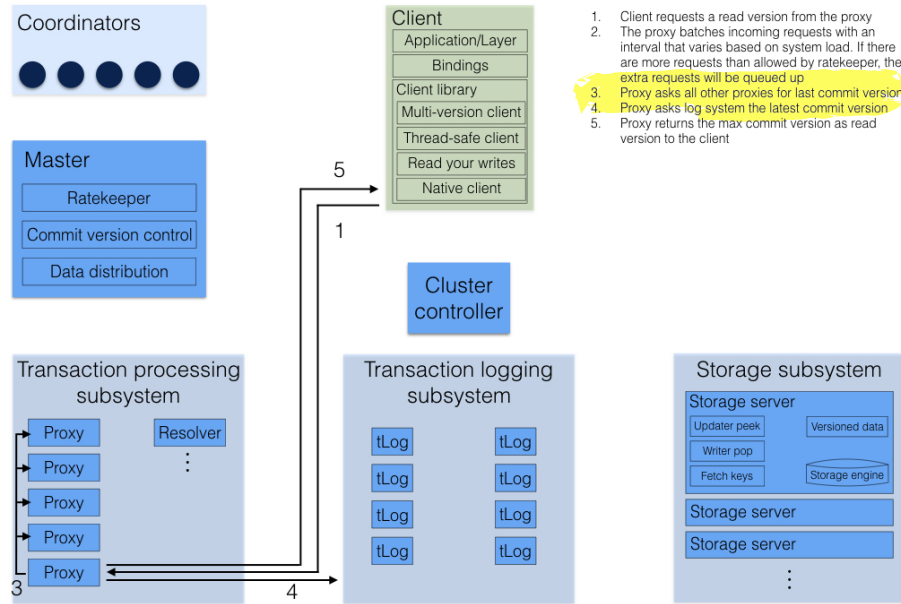 Coordinators
Client
Application/Layer
Bindings
Client library
Multi-version client
Thread-safe client
Read your writes
Native client
1. Client requests a read version from the proxy
2. The proxy batches incoming requests with an
interval that varies based on system load. If there
are more requests than allowed by ratekeeper, the
extra requests will be queued up
3. Proxy asks all other proxies for last commit version
4. Proxy asks log system the latest commit version
5. Proxy returns the max commit version as read
version to the client
Master
Ratekeeper
Commit version control
Data distribution
5
1
Cluster
controller
Transaction processing
subsystem
Proxy
Proxy
Proxy
Proxy
Proxy
Resolver
3
4
Transaction logging
subsystem
tLog tLog
tLog tLog
tLog tLog
tLog tLog
Storage subsystem
Storage server
Updater peek
Versioned data
Writer pop
Fetch keys
Storage engine
Storage server
Storage server